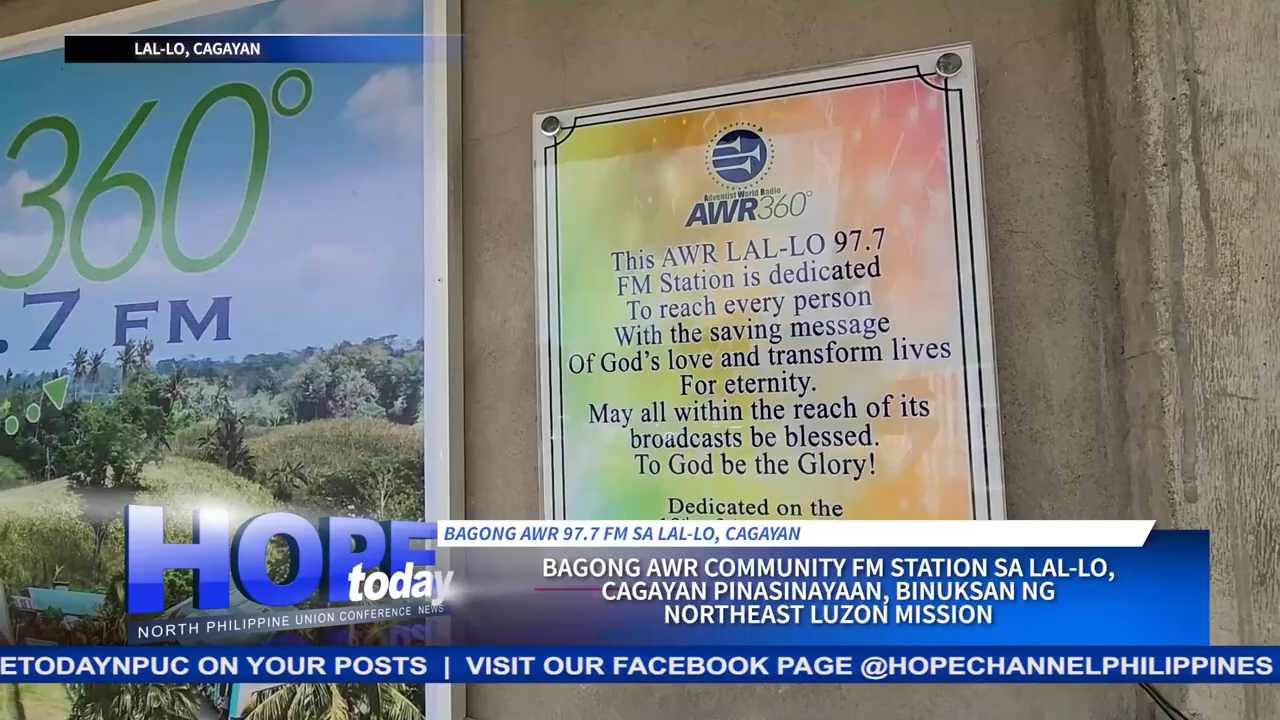 LAL-LO, CAGAYAN
360°
.7 FM
Adventist World Radio
AWR360°
This AWR LAL-LO 97.7
FM Station is dedicated
To reach every person
With the saving message
Of God's love and transform lives
For eternity.
May all within the reach of its
broadcasts be blessed.
To God be the Glory!
Dedicated on the
HOPE
today
NORTH PHILIPPINE UNION CONFERENCE NEWS
BAGONG AWR 97.7 FM SA LAL-LO, CAGAYAN
BAGONG AWR COMMUNITY FM STATION SA LAL-LO,
CAGAYAN PINASINAYAAN, BINUKSAN NG
NORTHEAST LUZON MISSION
ETODAYNPUC ON YOUR POSTS | VISIT OUR FACEBOOK PAGE @HOPECHANNELPHILIPPINES